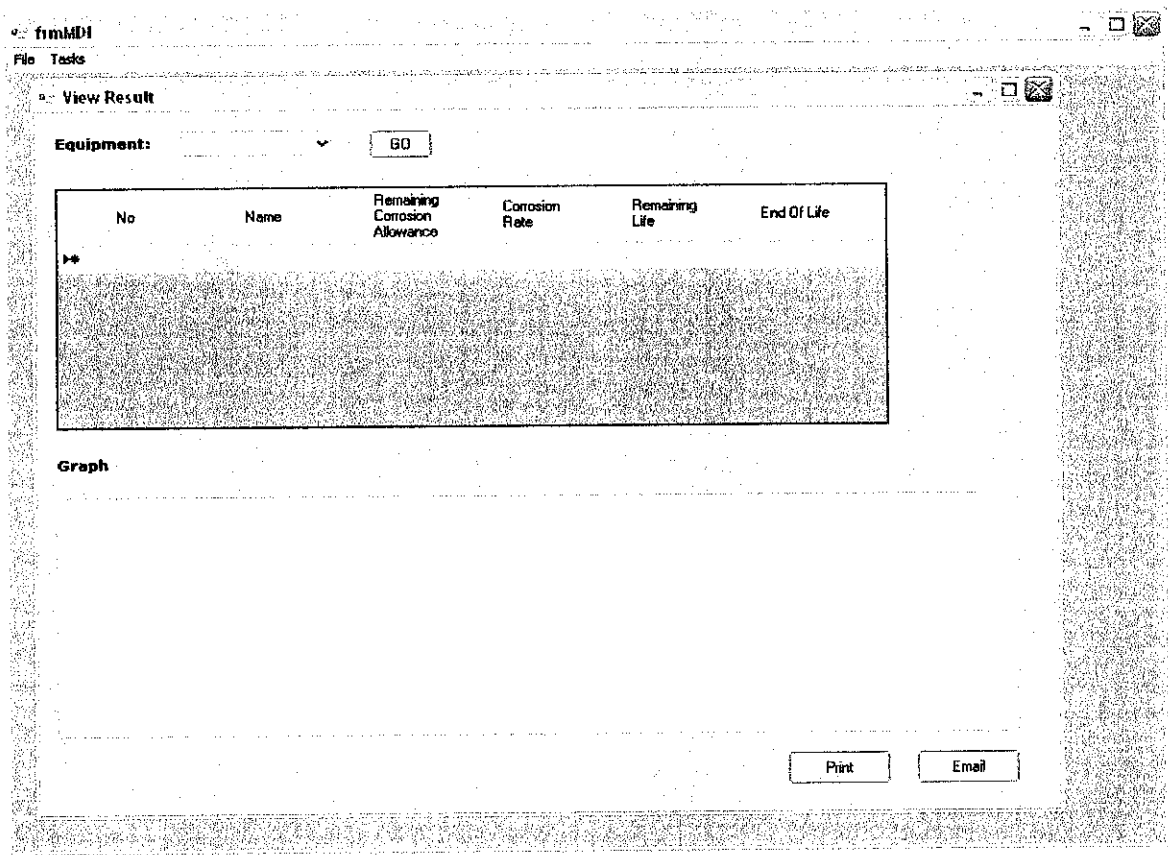 frmMDI
File Tasks
View Result
Equipment: GO
No Name Remaining Corrosion Allowance Corrosion Rate Remaining Life End Of Life
Graph
Print Email